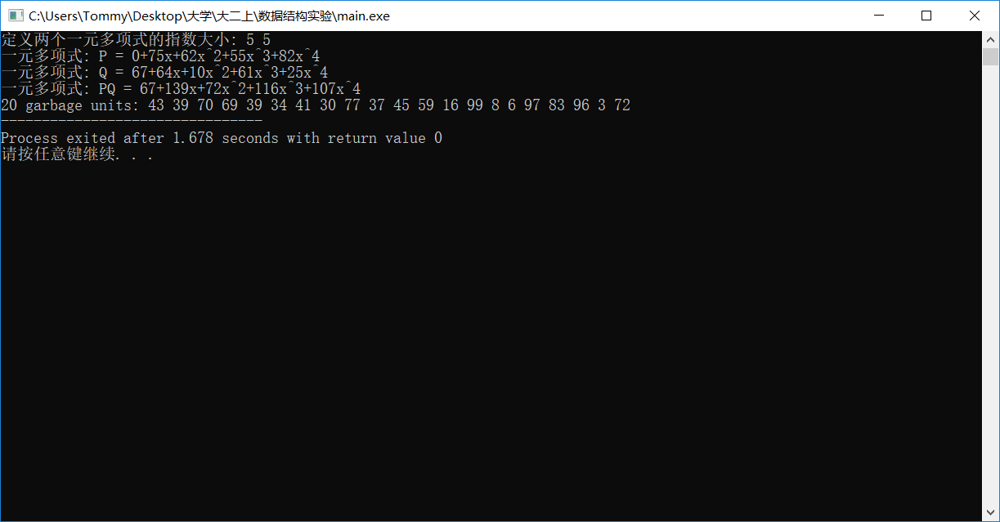 C:\Users\Tommy\Desktop\大学\大二上\数据结构实验\main.exe
定义两个一元多项式的指数大小: 5 5
一元多项式: P = 0+75x+62x^2+55x^3+82x^4
一元多项式: Q = 67+64x+10x^2+61x^3+25x^4
一元多项式: PQ = 67+139x+72x^2+116x^3+107x^4
20 garbage units: 43 39 70 69 39 34 41 30 77 37 45 59 16 99 8 6 97 83 96 3 72
--------------------------------
Process exited after 1.678 seconds with return value 0
请按任意键继续. . .